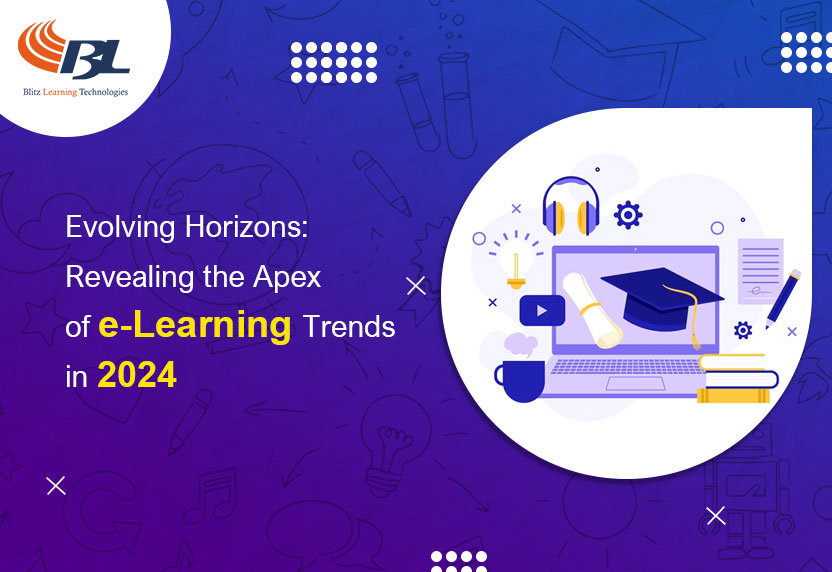 BL
Blitz Learning Technologies
Evolving Horizons:
Revealing the Apex
of e-Learning Trends
in 2024